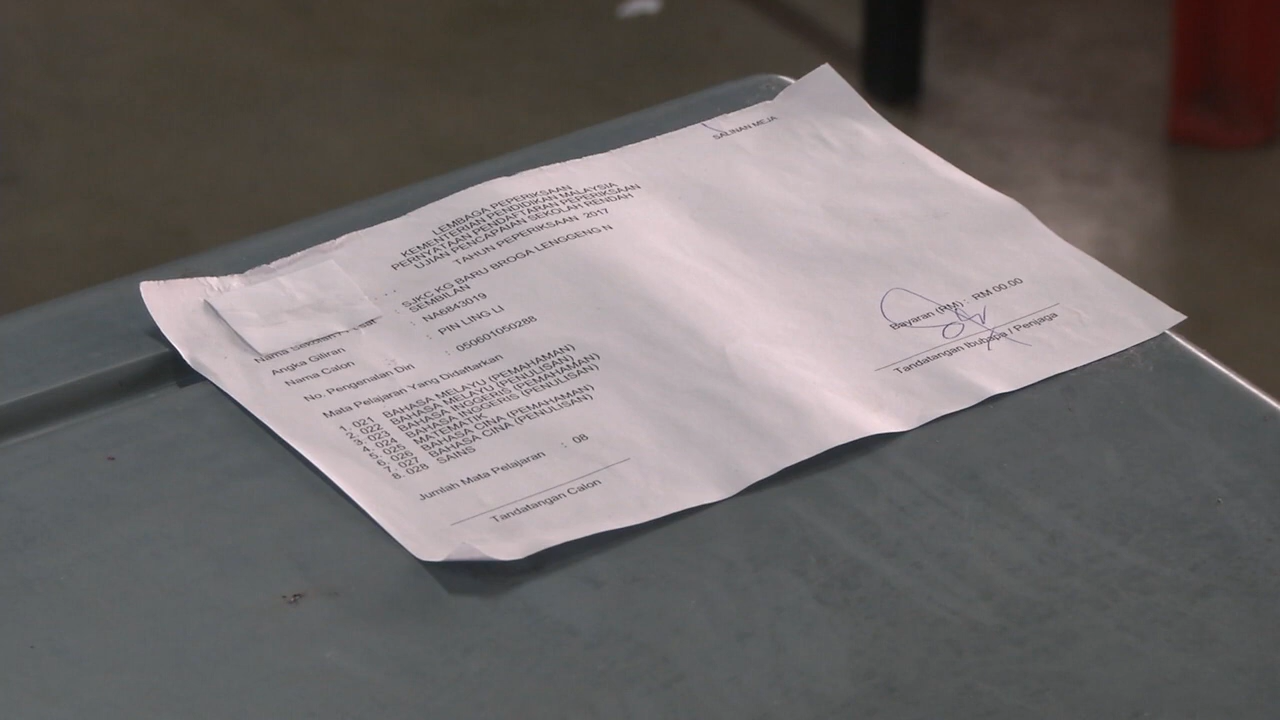 SALINAN MEJA
LEMBAGA PEPERIKSAAN
KEMENTERIAN PENDIDIKAN MALAYSIA
PERNYATAAN PENDAFTARAN PEPERIKSAAN
UJIAN PENCAPAIAN SEKOLAH RENDAH
TAHUN PEPERIKSAAN 2017
: SJKC KG BARU BROGA LENGGENG N
SEMBILAN
Angka Giliran : NA6843019
Nama Calon : PIN LING LI
No. Pengenalan Diri : 050601050288
Mata Pelajaran Yang Didaftarkan
1. 021 BAHASA MELAYU (PEMAHAMAN)
2. 022 BAHASA MELAYU (PENULISAN)
3. 023 BAHASA INGGERIS (PEMAHAMAN)
4. 024 BAHASA INGGERIS (PENULISAN)
5. 025 MATEMATIK
6. 026 BAHASA CINA (PEMAHAMAN)
7. 027 BAHASA CINA (PENULISAN)
8. 028 SAINS
Jumlah Mata Pelajaran : 08
Tandatangan Calon
Bayaran (RM) : RM 00.00
Tandatangan Ibubapa / Penjaga